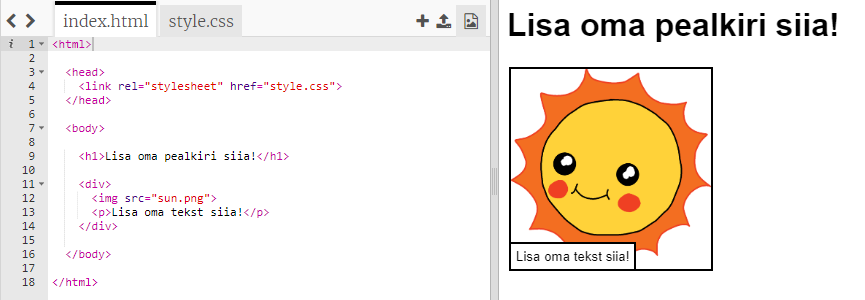 index.html style.css
i 1 <html>
2
3 <head>
4 <link rel="stylesheet" href="style.css">
5 </head>
6
7 <body>
8
9 <h1>Lisa oma pealkiri siia!</h1>
10
11 <div>
12 <img src="sun.png">
13 <p>Lisa oma tekst siia!</p>
14 </div>
15
16 </body>
17
18 </html>
Lisa oma pealkiri siia!
Lisa oma tekst siia!